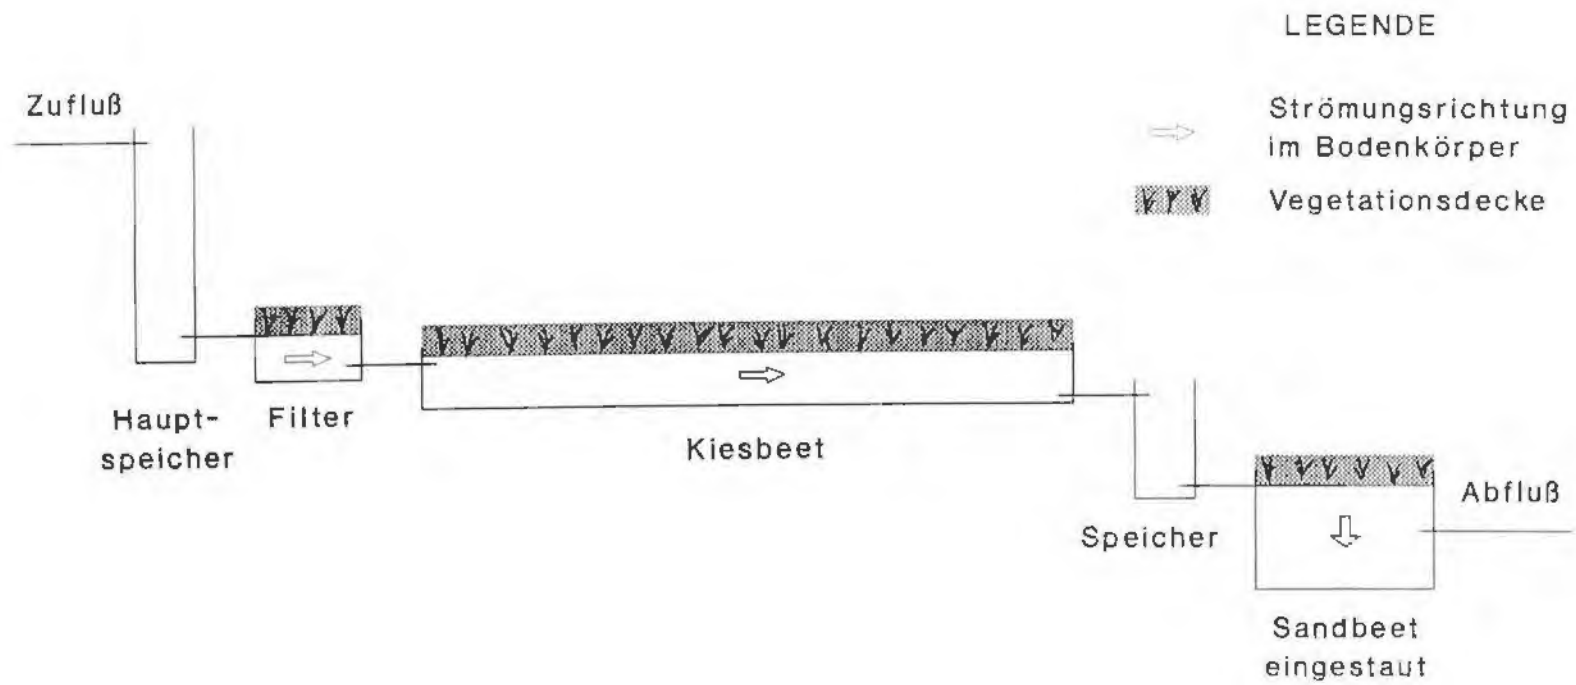 LEGENDE
Zufluß
Strömungsrichtung
im Bodenkörper
Vegetationsdecke
Haupt-
speicher
Filter
Kiesbeet
Speicher
Abfluß
Sandbeet
eingestaut